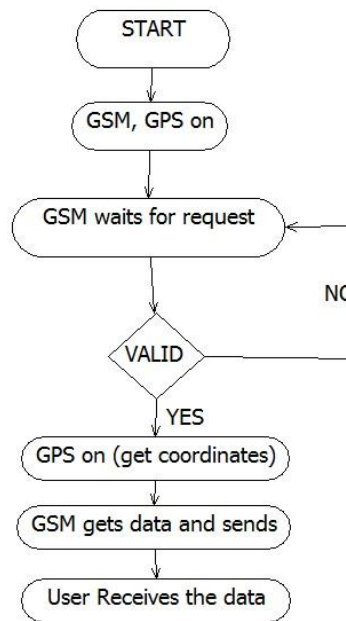 START
GSM, GPS on
GSM waits for request
VALID
YES
GPS on (get coordinates)
GSM gets data and sends
User Receives the data